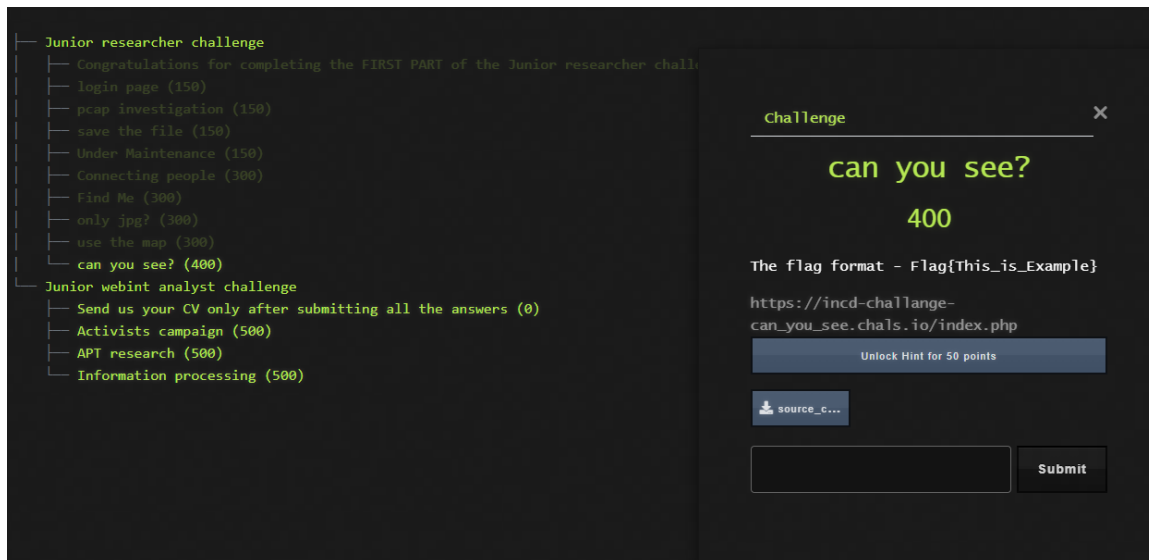 Junior researcher challenge
Congratulations for completing the FIRST PART of the Junior researcher challe
login page (150)
pcap investigation (150)
save the file (150)
Under Maintenance (150)
Connecting people (300)
Find Me (300)
only jpg? (300)
use the map (300)
can you see? (400)
Junior webint analyst challenge
Send us your CV only after submitting all the answers (0)
Activists campaign (500)
APT research (500)
Information processing (500)
Challenge ×
can you see?
400
The flag format - Flag{This_is_Example}
https://incd-challange-
can_you_see.chals.io/index.php
Unlock Hint for 50 points
source_c...
Submit